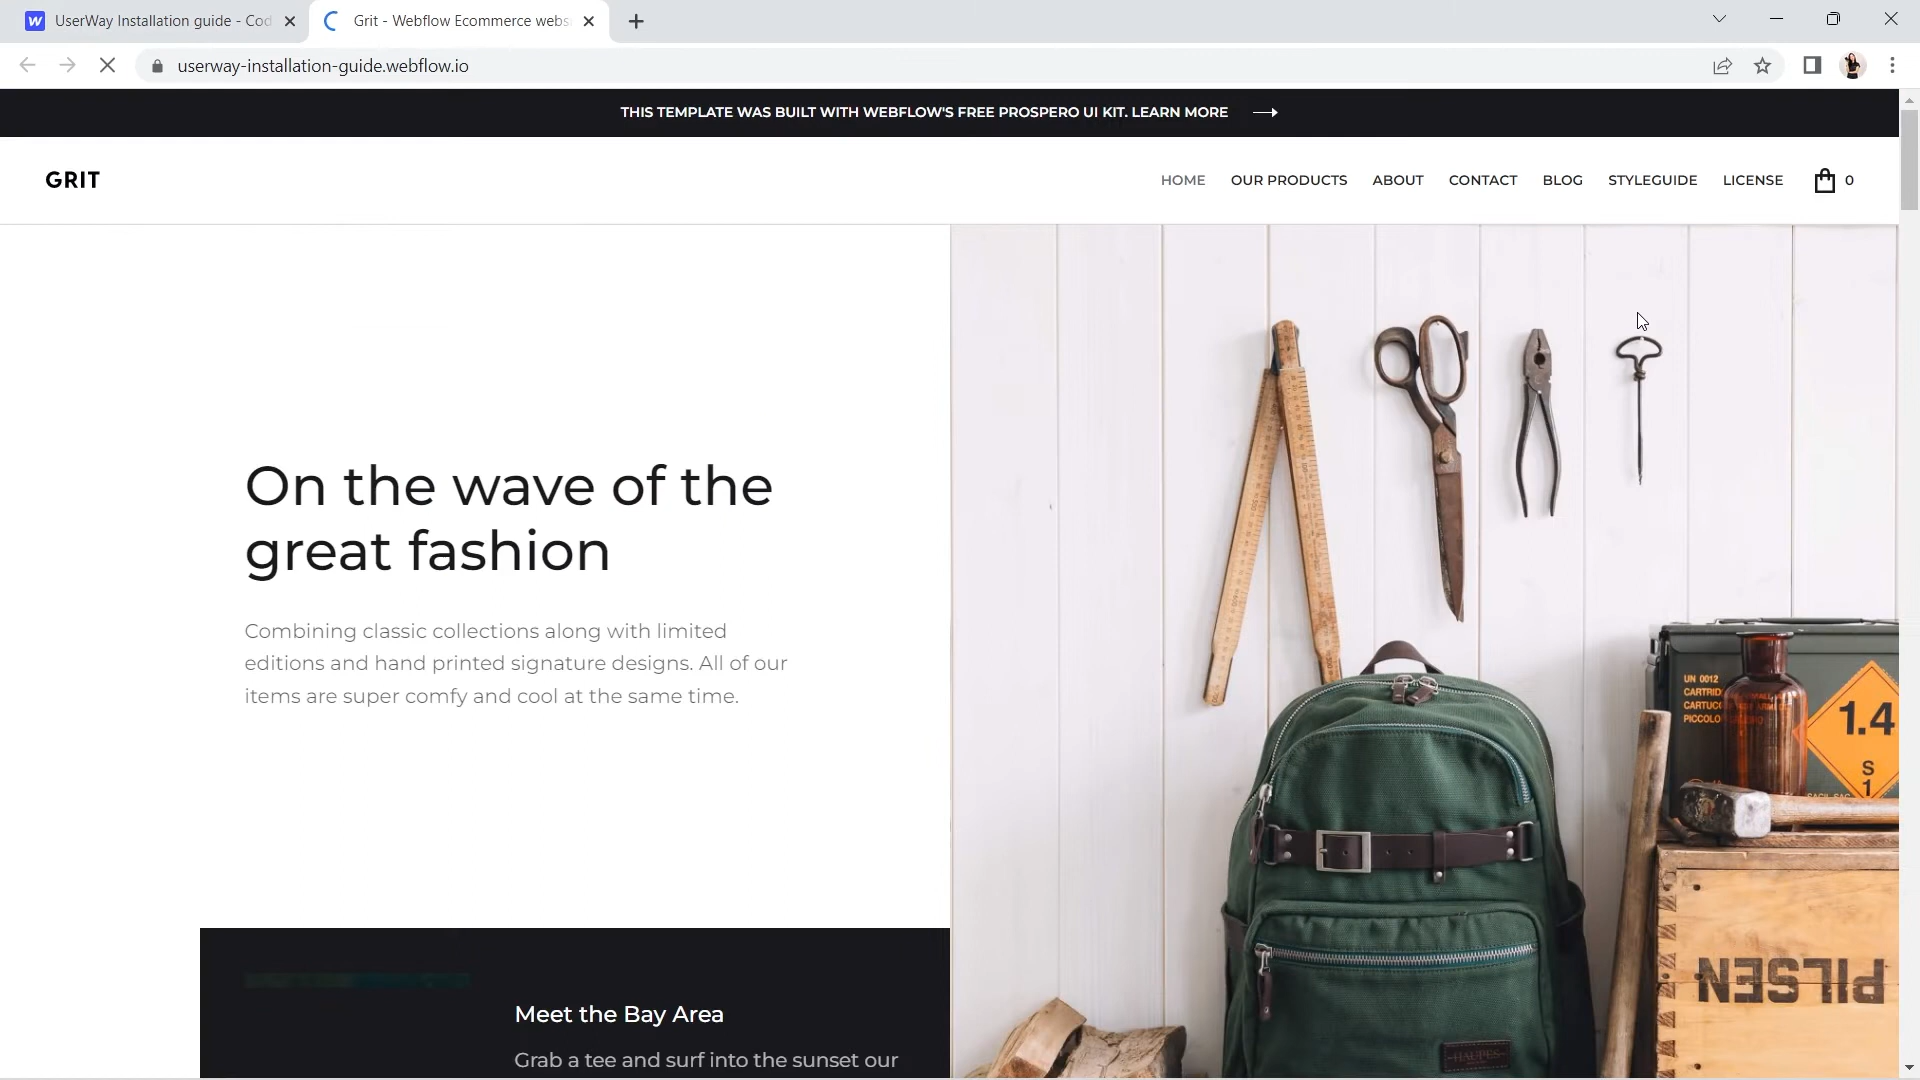 UserWay Installation guide - Cod
Grit - Webflow Ecommerce webs
userway-installation-guide.webflow.io
THIS TEMPLATE WAS BUILT WITH WEBFLOW'S FREE PROSPERO UI KIT. LEARN MORE
GRIT
HOME
OUR PRODUCTS
ABOUT
CONTACT
BLOG
STYLEGUIDE
LICENSE
0
On the wave of the
great fashion
Combining classic collections along with limited
editions and hand printed signature designs. All of our
items are super comfy and cool at the same time.
UN 0012
PICCOLO
1.4
S
1
PILSEN
Meet the Bay Area
Grab a tee and surf into the sunset our